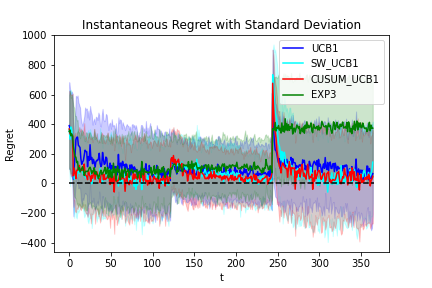 Instantaneous Regret with Standard Deviation
1000
800
600
400
200
0
−200
−400
Regret
UCB1
SW_UCB1
CUSUM_UCB1
EXP3
0
50
100
150
200
250
300
350
t